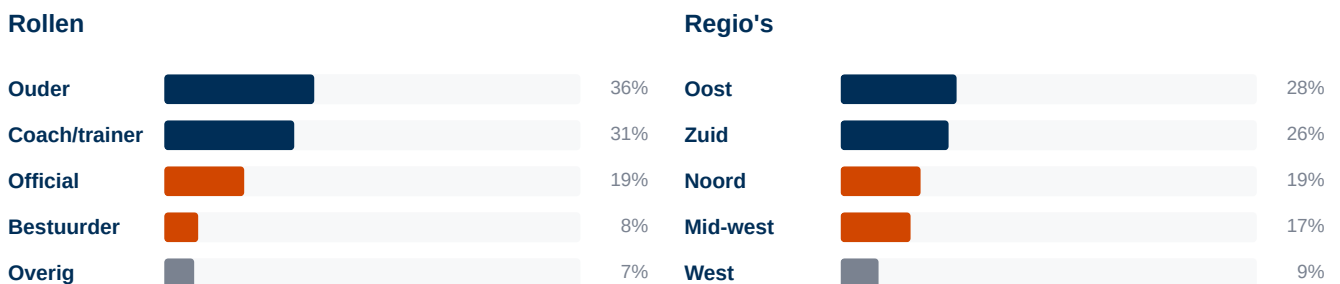 Rollen
Ouder 36%
Coach/trainer 31%
Official 19%
Bestuurder 8%
Overig 7%
Regio's
Oost 28%
Zuid 26%
Noord 19%
Mid-west 17%
West 9%